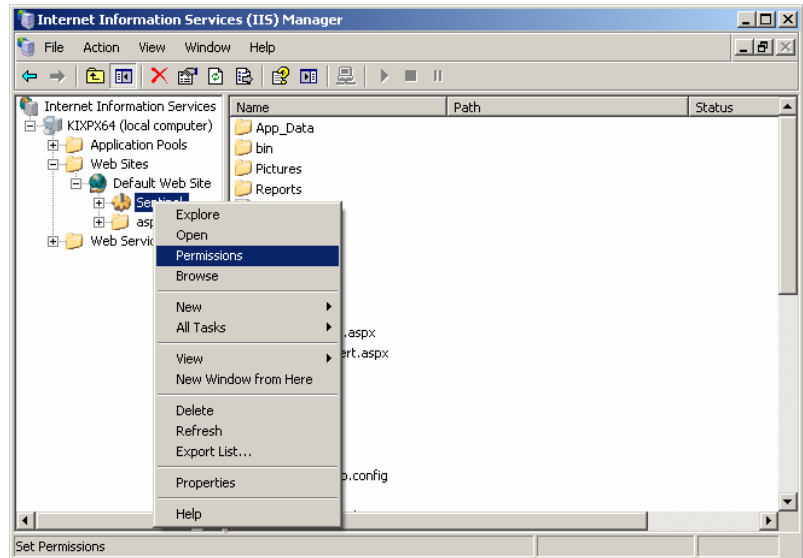 Internet Information Services (IIS) Manager
File Action View Window Help
Internet Information Services
KIXPX64 (local computer)
Application Pools
Web Sites
Default Web Site
Sentinel
asp
Web Servic
Name Path Status
App_Data
bin
Pictures
Reports
.aspx
ert.aspx
o.config
Explore
Open
Permissions
Browse
New
All Tasks
View
New Window from Here
Delete
Refresh
Export List...
Properties
Help
Set Permissions